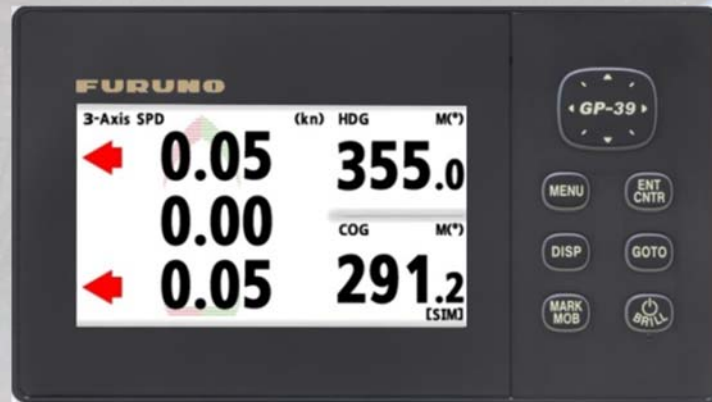 FURUNO
3-Axis SPD (kn)
0.05
0.00
0.05
HDG M(°)
355.0
COG M(°)
291.2
[SIM]
GP-39
MENU
ENT
CNTR
DISP
GOTO
MARK
MOB
BRILL